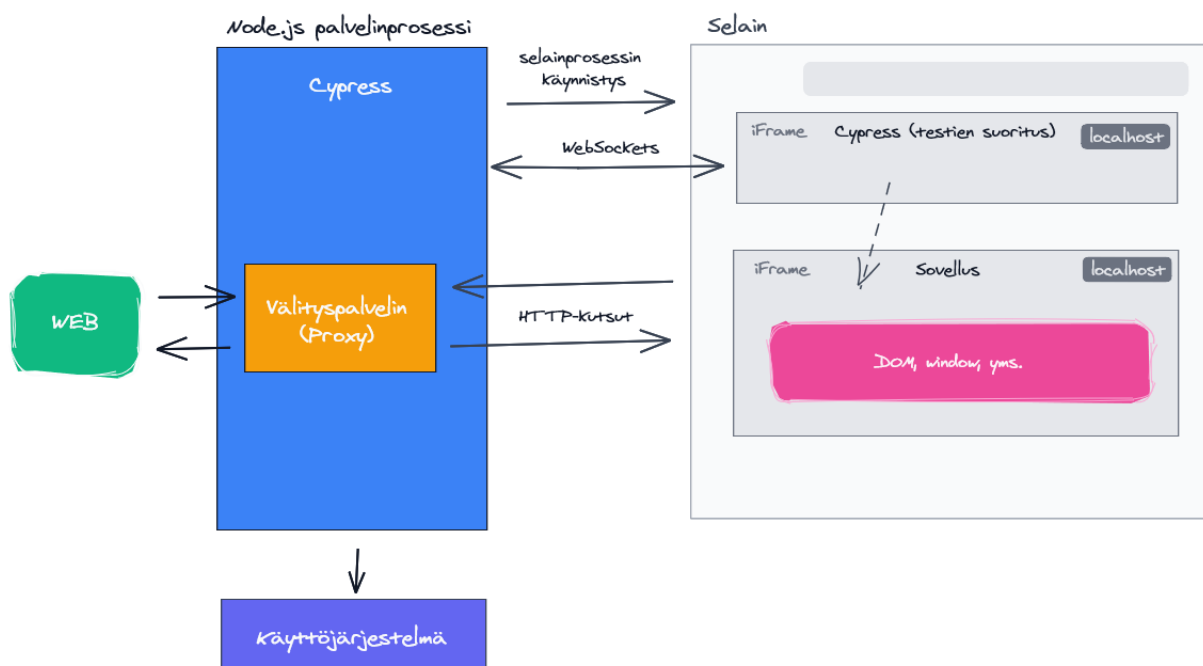 Node.js palvelinprosessi
Selain
Cypress
selainprosessin
käynnistys
WebSockets
iFrame
Cypress (testien suoritus)
localhost
iFrame
Sovellus
localhost
WEB
Välityspalvelin
(Proxy)
HTTP-kutsut
DOM, window, yms.
Käyttöjärjestelmä